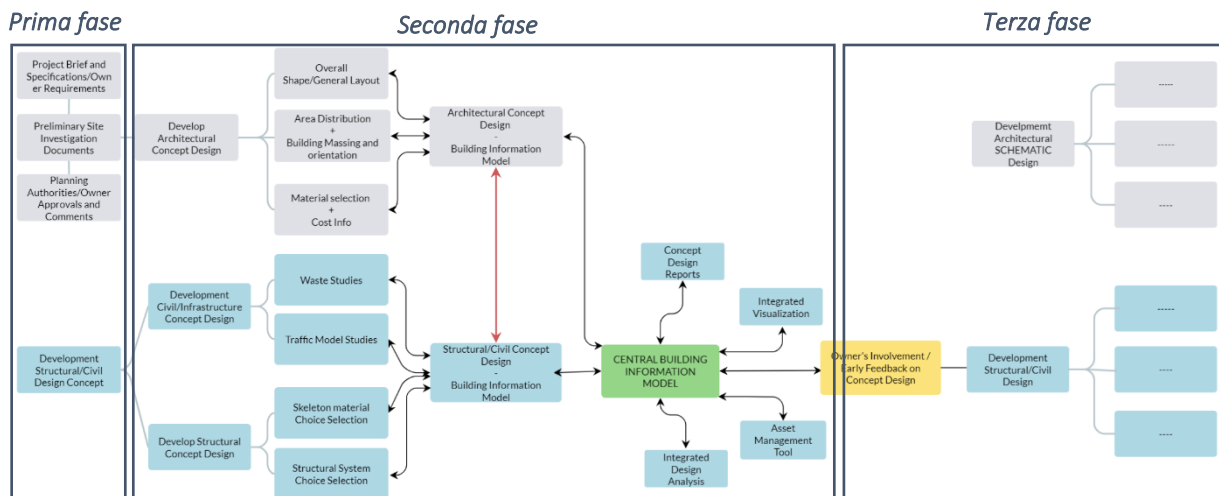 Prima fase
Seconda fase
Terza fase
Project Brief and
Specifications/Own
er Requirements
Preliminary Site
Investigation
Documents
Planning
Authorities/Owner
Approvals and
Comments
Develop
Architectural
Concept Design
Overall
Shape/General Layout
Area Distribution
+
Building Massing and
orientation
Material selection
+
Cost Info
Architectural Concept
Design
-
Building Information
Model
Develpmemt
Architectural
SCHEMATIC
Design
-----
-----
----
Development
Structural/Civil
Design Concept
Development
Civil/Infrastructure
Concept Design
Develop Structural
Concept Design
Waste Studies
Traffic Model Studies
Skeleton material
Choice Selection
Structural System
Choice Selection
Structural/Civil Concept
Design
-
Building Information
Model
Concept
Design
Reports
Integrated
Visualization
CENTRAL BUILDING
INFORMATION
MODEL
Integrated
Design
Analysis
Asset
Management
Tool
Owner's Involvement /
Early Feedback on
Concept Design
Development
Structural/Civil
Design
-----
----
----